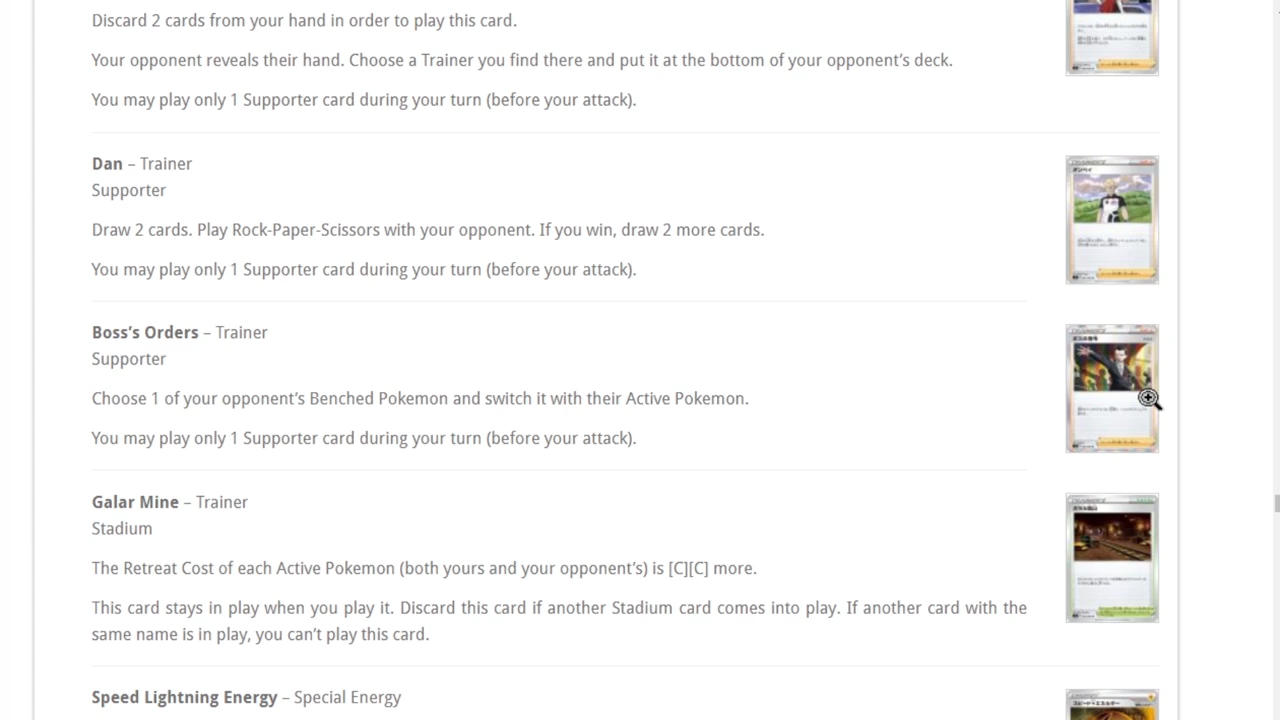 Discard 2 cards from your hand in order to play this card.
Your opponent reveals their hand. Choose a Trainer you find there and put it at the bottom of your opponent’s deck.
You may play only 1 Supporter card during your turn (before your attack).
Dan – Trainer
Supporter
Draw 2 cards. Play Rock-Paper-Scissors with your opponent. If you win, draw 2 more cards.
You may play only 1 Supporter card during your turn (before your attack).
Boss’s Orders – Trainer
Supporter
Choose 1 of your opponent’s Benched Pokemon and switch it with their Active Pokemon.
You may play only 1 Supporter card during your turn (before your attack).
Galar Mine – Trainer
Stadium
The Retreat Cost of each Active Pokemon (both yours and your opponent’s) is [C][C] more.
This card stays in play when you play it. Discard this card if another Stadium card comes into play. If another card with the
same name is in play, you can’t play this card.
Speed Lightning Energy – Special Energy